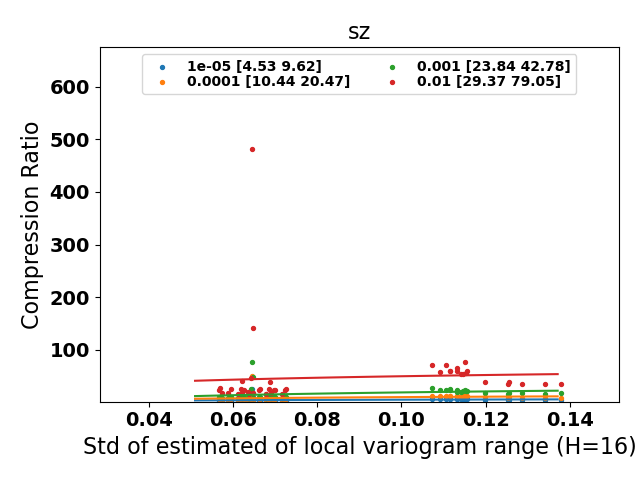 sz
1e-05 [4.53 9.62]
0.0001 [10.44 20.47]
0.001 [23.84 42.78]
0.01 [29.37 79.05]
600
500
400
300
200
100
Compression Ratio
0.04 0.06 0.08 0.10 0.12 0.14
Std of estimated of local variogram range (H=16)